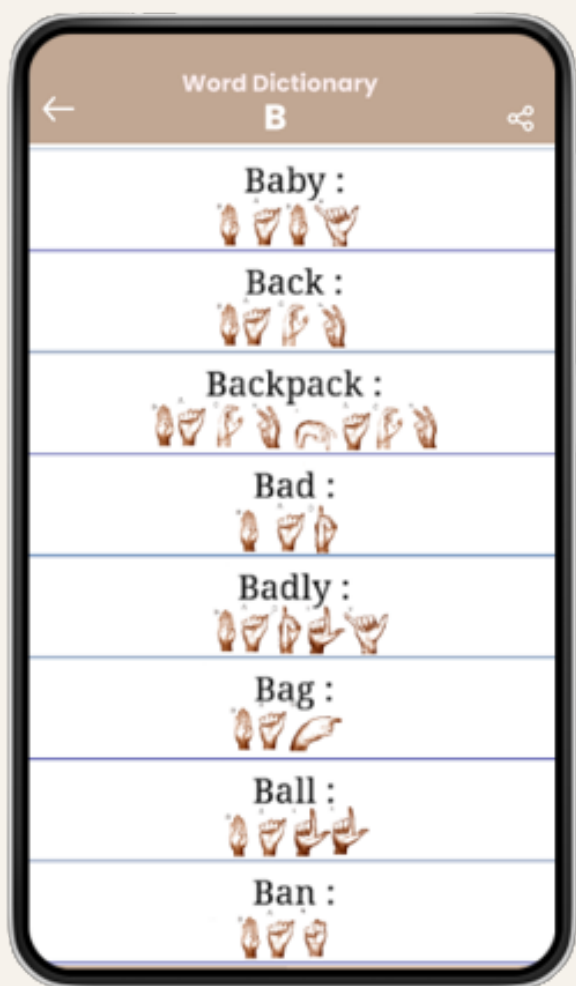 Word Dictionary
B
Baby :
Back :
Backpack :
Bad :
Badly :
Bag :
Ball :
Ban :